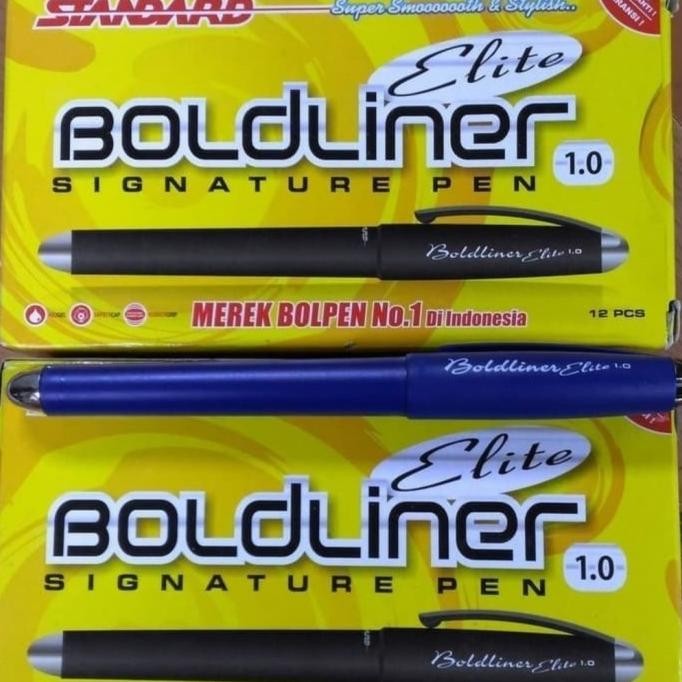 STANDARD
Super Smooooooth & Stylish..
Elite
BOLDLiner
1.0
SIGNATURE PEN
Boldliner Elite 1.0
MEREK BOLPEN No.1 Di Indonesia
12 PCS
Boldliner Elite 1.0
Elite
BOLDLiner
1.0
SIGNATURE PEN
Boldliner Elite 1.0